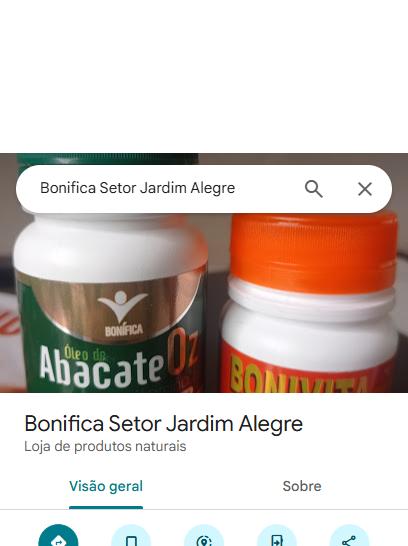 Bonifica Setor Jardim Alegre
BONÍFICA
Óleo de
Abacate Oz
BONIVITA
Bonifica Setor Jardim Alegre
Loja de produtos naturais
Visão geral
Sobre